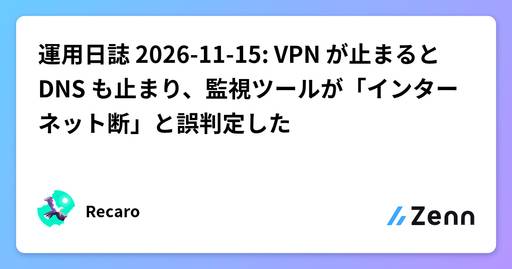 運用日誌 2026-11-15: VPN が止まると
DNS も止まり、監視ツールが「インター
ネット断」と誤判定した
Recaro
Zenn